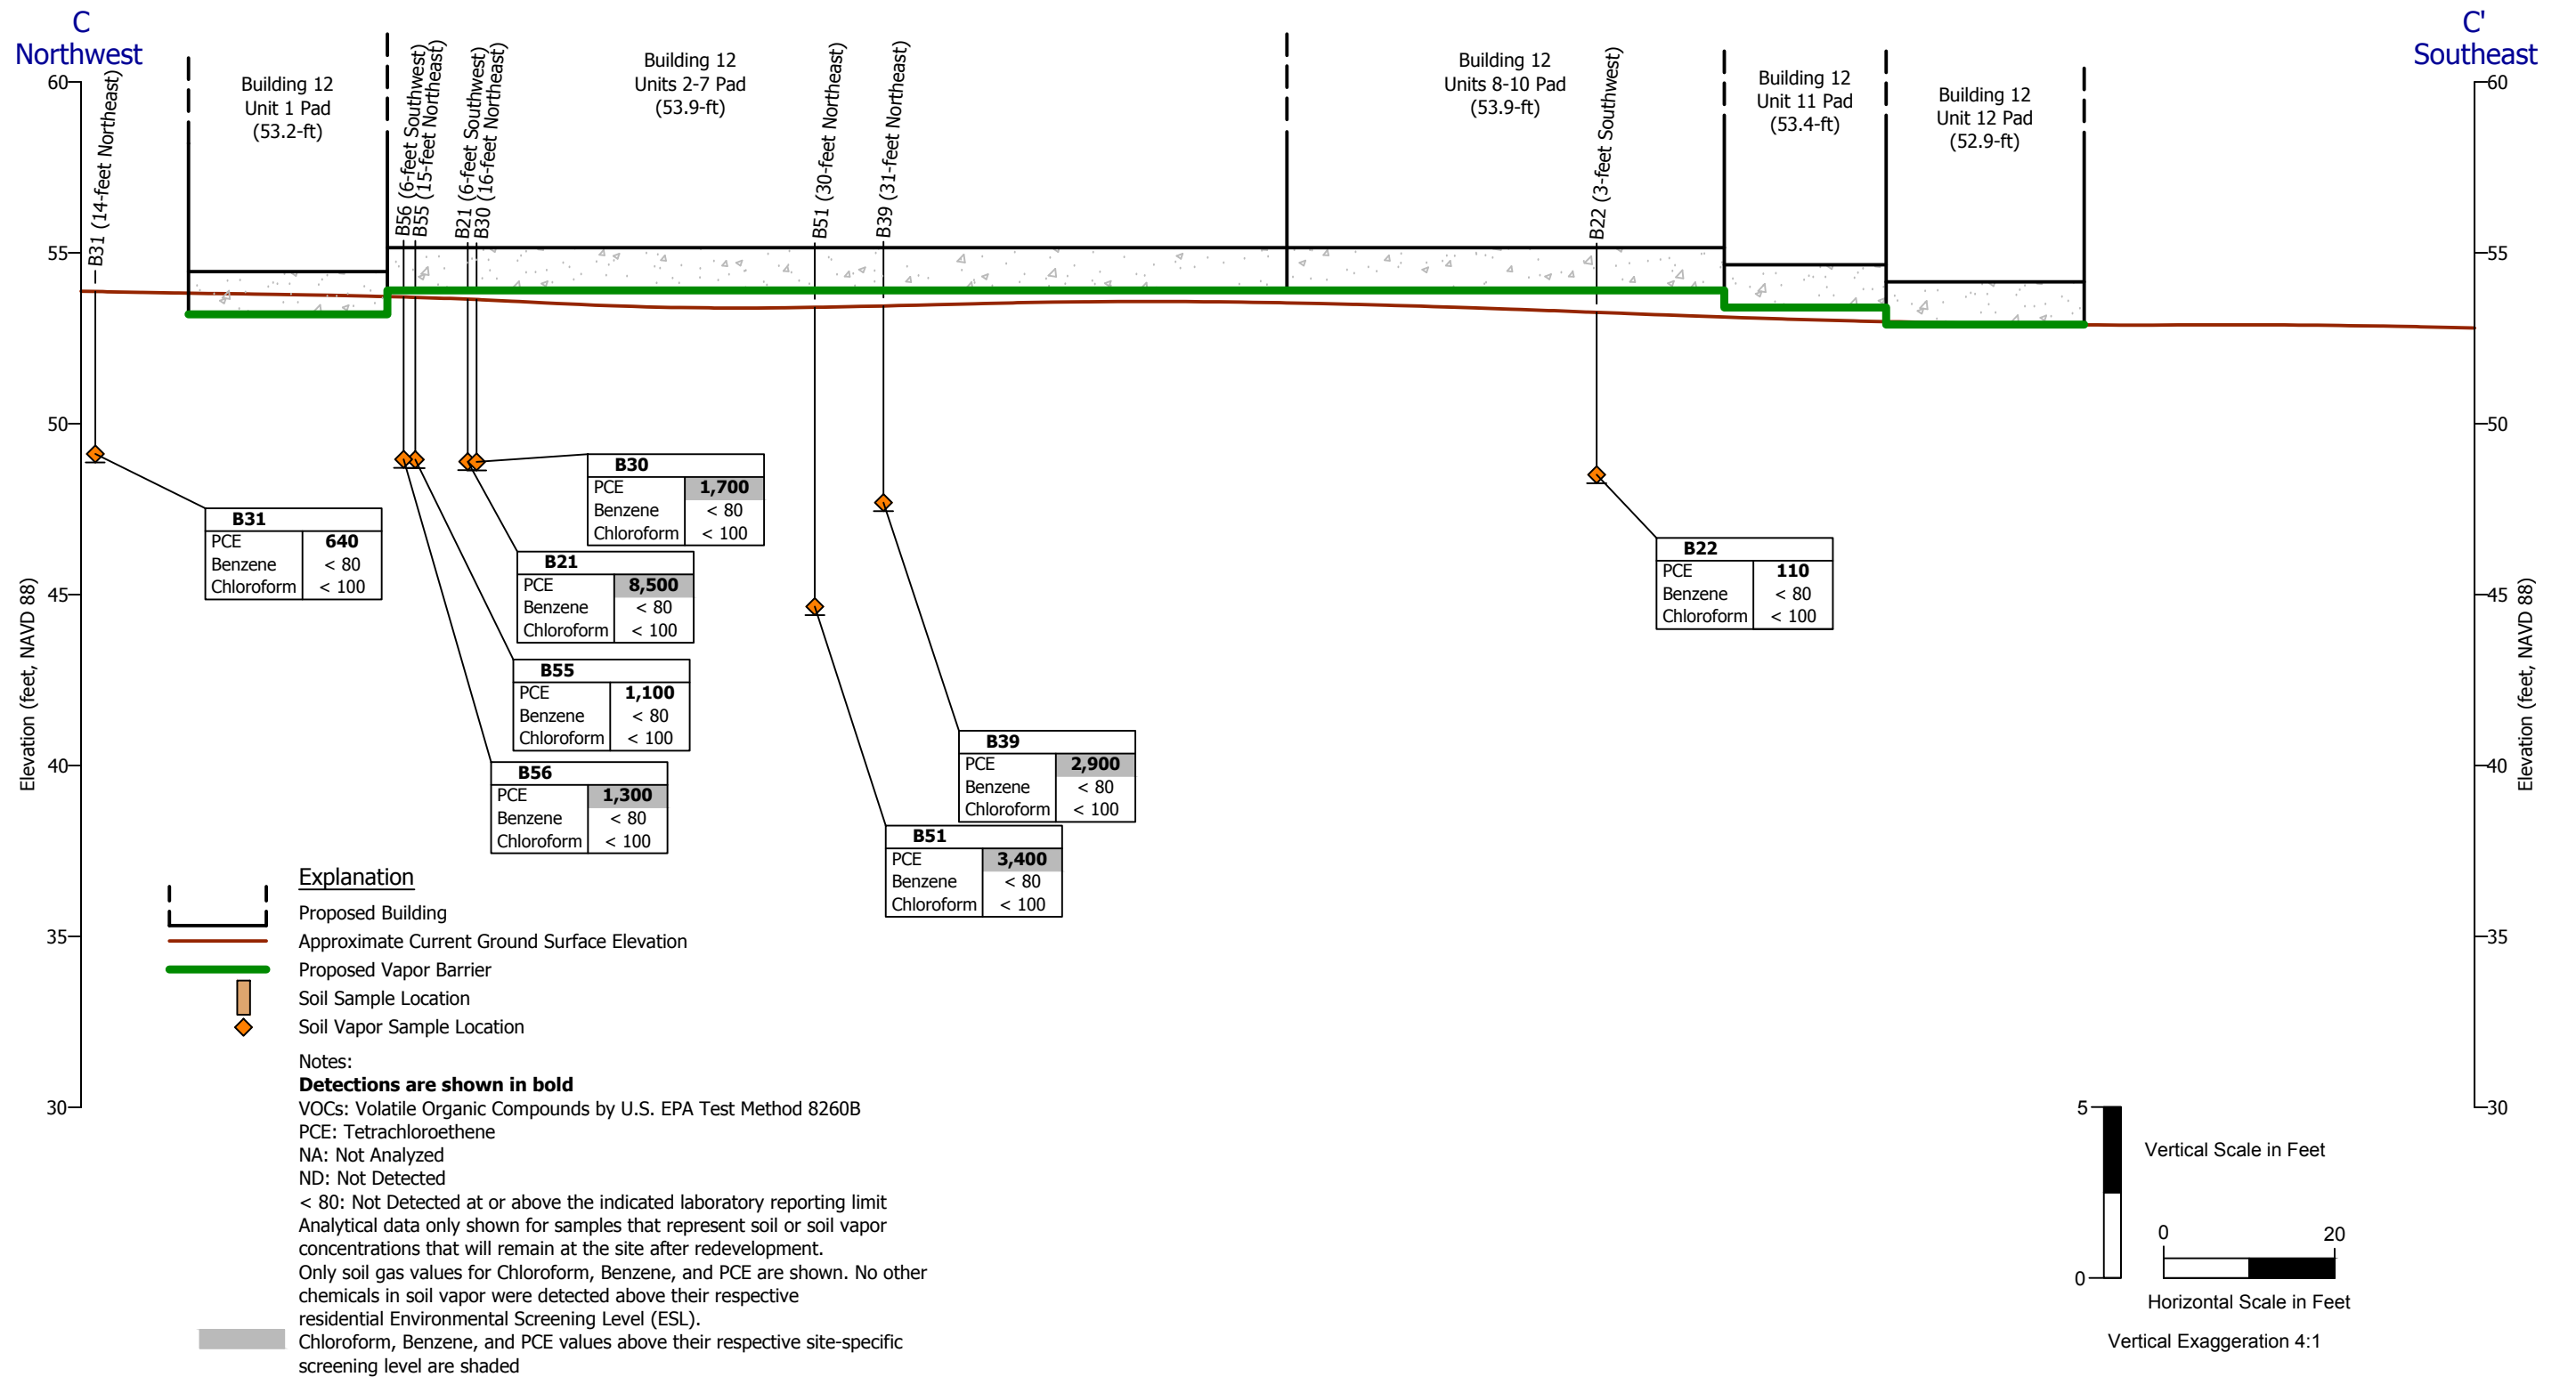 C
Northwest
C'
Southeast
B31 (14-feet Northeast)
Building 12
Unit 1 Pad
(53.2-ft)
B56 (6-feet Southwest)
B55 (15-feet Northeast)
B21 (6-feet Southwest)
B30 (16-feet Northeast)
Building 12
Units 2-7 Pad
(53.9-ft)
B51 (30-feet Northeast)
B39 (31-feet Northeast)
Building 12
Units 8-10 Pad
(53.9-ft)
B22 (3-feet Southwest)
Building 12
Unit 11 Pad
(53.4-ft)
Building 12
Unit 12 Pad
(52.9-ft)
60
55
50
45
40
35
30
Elevation (feet, NAVD 88)
60
55
50
45
40
35
30
Elevation (feet, NAVD 88)
B31
PCE 640
Benzene < 80
Chloroform < 100
B30
PCE 1,700
Benzene < 80
Chloroform < 100
B21
PCE 8,500
Benzene < 80
Chloroform < 100
B55
PCE 1,100
Benzene < 80
Chloroform < 100
B56
PCE 1,300
Benzene < 80
Chloroform < 100
B39
PCE 2,900
Benzene < 80
Chloroform < 100
B51
PCE 3,400
Benzene < 80
Chloroform < 100
B22
PCE 110
Benzene < 80
Chloroform < 100
Explanation
Proposed Building
Approximate Current Ground Surface Elevation
Proposed Vapor Barrier
Soil Sample Location
Soil Vapor Sample Location
Notes:
Detections are shown in bold
VOCs: Volatile Organic Compounds by U.S. EPA Test Method 8260B
PCE: Tetrachloroethene
NA: Not Analyzed
ND: Not Detected
< 80: Not Detected at or above the indicated laboratory reporting limit
Analytical data only shown for samples that represent soil or soil vapor
concentrations that will remain at the site after redevelopment.
Only soil gas values for Chloroform, Benzene, and PCE are shown. No other
chemicals in soil vapor were detected above their respective
residential Environmental Screening Level (ESL).
Chloroform, Benzene, and PCE values above their respective site-specific
screening level are shaded
5
0
Vertical Scale in Feet
0 20
Horizontal Scale in Feet
Vertical Exaggeration 4:1